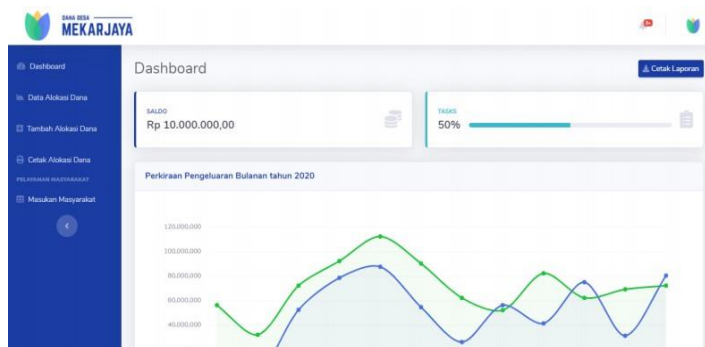 DANA DESA
MEKARJAYA
Dashboard
Data Alokasi Dana
Tambah Alokasi Dana
Cetak Alokasi Dana
PELAYANAN MASYARAKAT
Masukan Masyarakat
Dashboard
Cetak Laporan
SALDO
Rp 10.000.000,00
TASKS
50%
Perkiraan Pengeluaran Bulanan tahun 2020
120,000,000
100,000,000
80,000,000
60,000,000
40,000,000